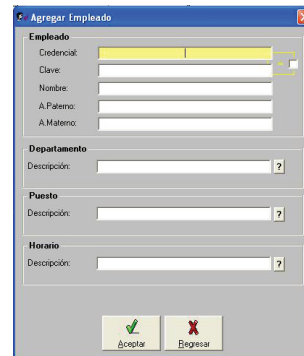 Agregar Empleado
Empleado
Credencial:
Clave:
Nombre:
A.Paterno:
A.Materno:
Departamento
Descripción: ?
Puesto
Descripción: ?
Horario
Descripción: ?
Aceptar Regresar